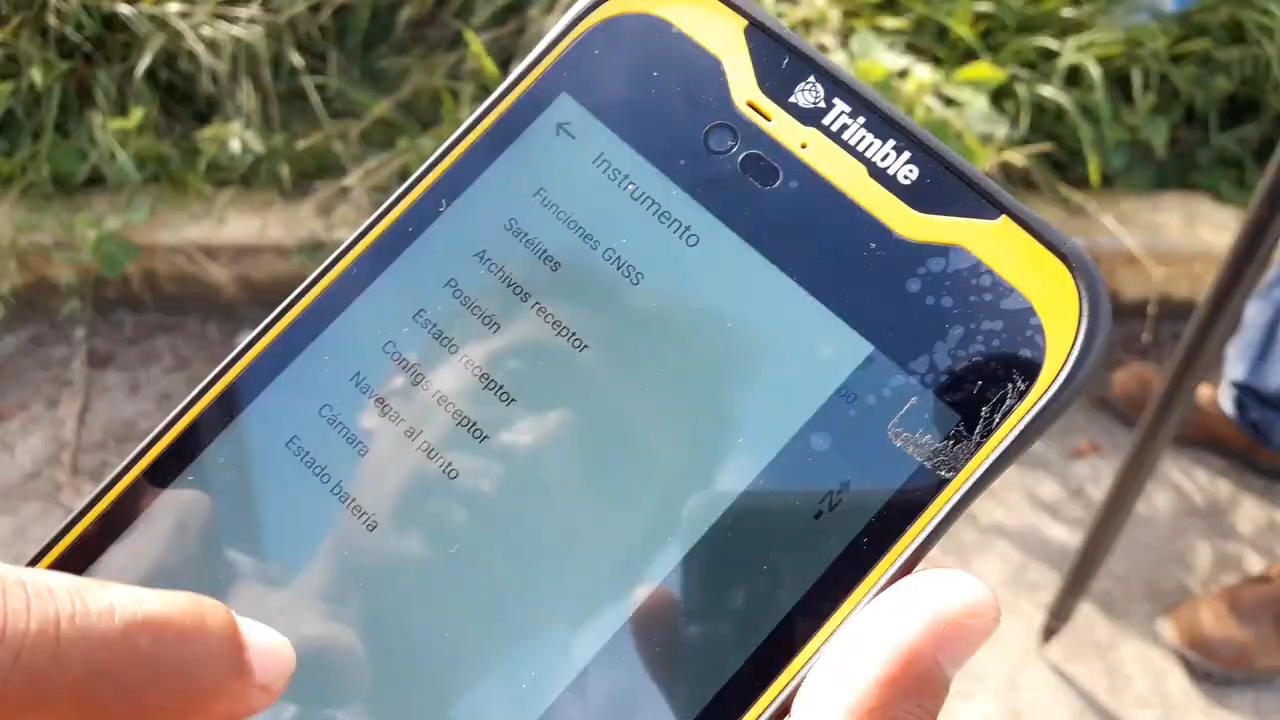 Trimble
Instrumento
Funciones GNSS
Satélites
Archivos receptor
Posición
Estado receptor
Configs receptor
Navegar al punto
Cámara
Estado batería